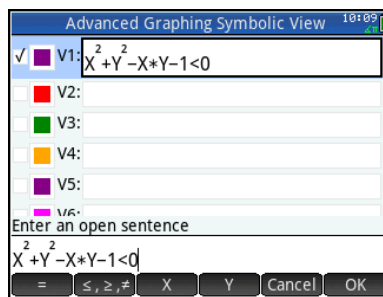 Advanced Graphing Symbolic View 10:09
∡π
√ V1: X²+Y²−X*Y−1<0
V2:
V3:
V4:
V5:
V6:
Enter an open sentence
X²+Y²−X*Y−1<0
= ≤,≥,≠ X Y Cancel OK